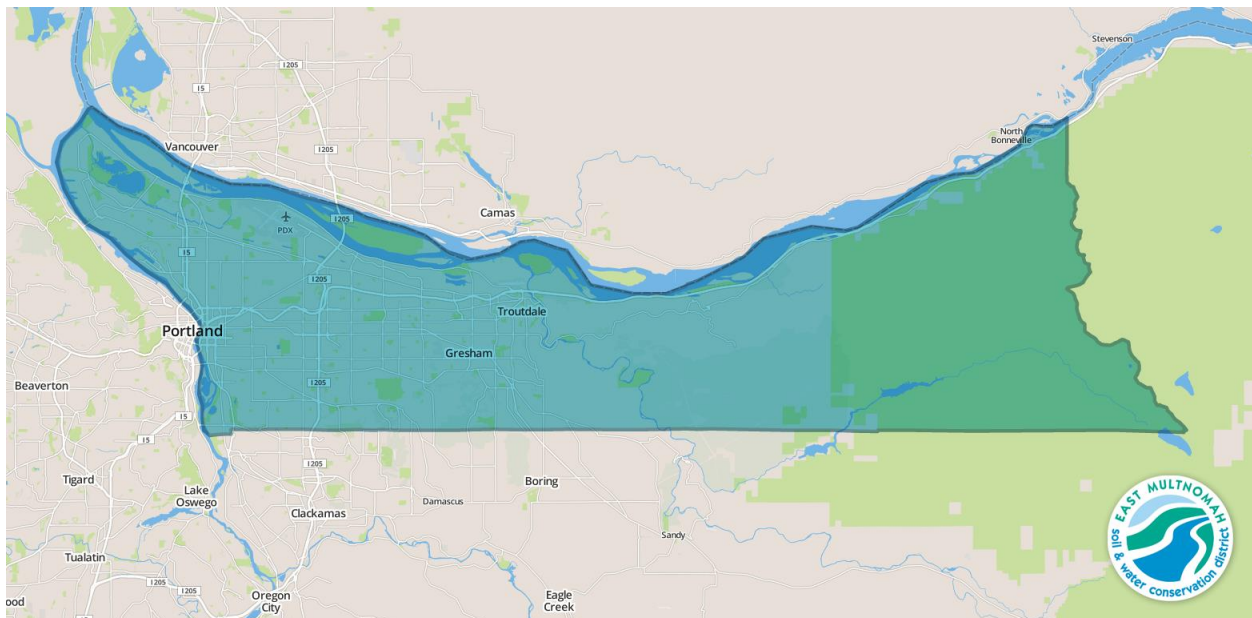 Stevenson
I205
I5
North
Bonneville
Vancouver
I205
Camas
I205
PDX
I5
I205
Troutdale
Portland
Gresham
Beaverton
I205
I5
I5
I205
Tigard
Boring
Lake
Oswego
Damascus
Clackamas
Sandy
Tualatin
I205
I205
Oregon
City
Eagle
Creek
ood
EAST MULTNOMAH
soil & water conservation district